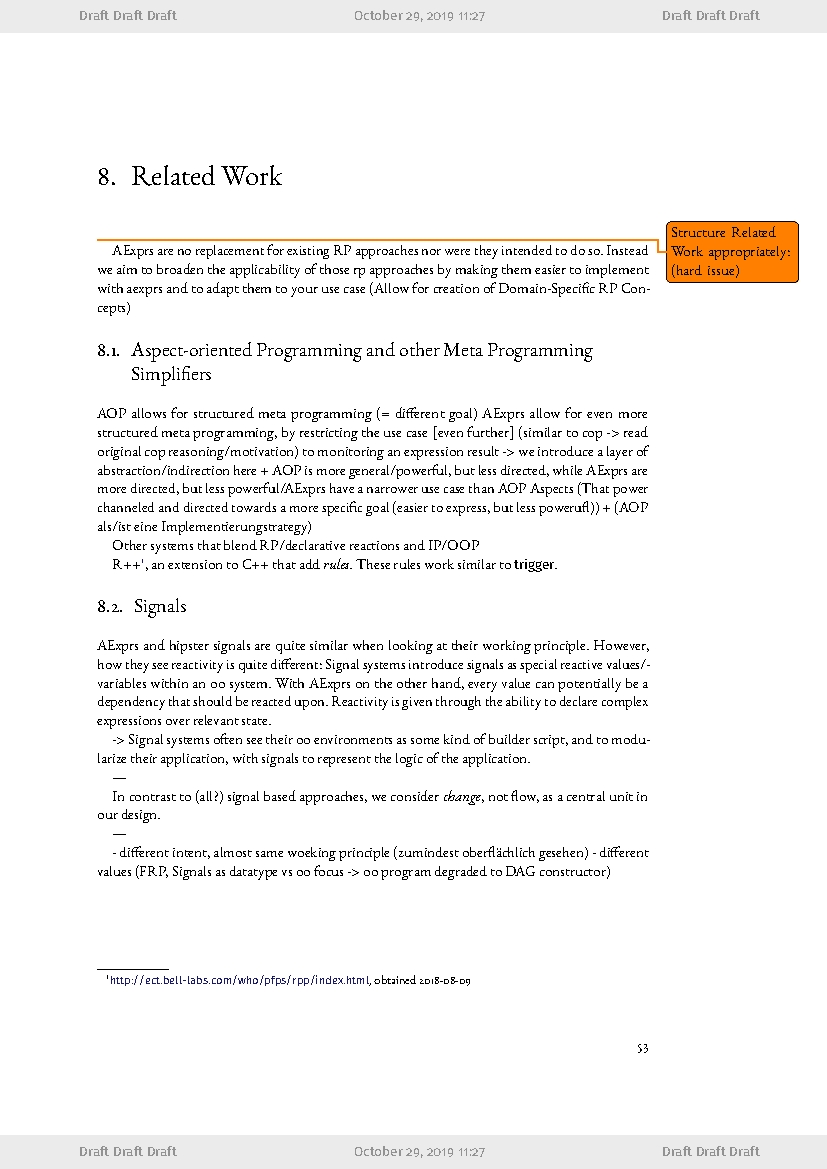 Draft Draft Draft October 29, 2019 11:27 Draft Draft Draft
8. Related Work
Structure Related
Work appropriately:
(hard issue)
AExprs are no replacement for existing RP approaches nor were they intended to do so. Instead
we aim to broaden the applicability of those rp approaches by making them easier to implement
with aexprs and to adapt them to your use case (Allow for creation of Domain-Specific RP Con-
cepts)
8.1. Aspect-oriented Programming and other Meta Programming
Simplifiers
AOP allows for structured meta programming (= different goal) AExprs allow for even more
structured meta programming, by restricting the use case [even further] (similar to cop -> read
original cop reasoning/motivation) to monitoring an expression result -> we introduce a layer of
abstraction/indirection here + AOP is more general/powerful, but less directed, while AExprs are
more directed, but less powerful/AExprs have a narrower use case than AOP Aspects (That power
channeled and directed towards a more specific goal (easier to express, but less powerufl)) + (AOP
als/ist eine Implementierungstrategy)
Other systems that blend RP/declarative reactions and IP/OOP
R++¹, an extension to C++ that add rules. These rules work similar to trigger.
8.2. Signals
AExprs and hipster signals are quite similar when looking at their working principle. However,
how they see reactivity is quite different: Signal systems introduce signals as special reactive values/-
variables within an oo system. With AExprs on the other hand, every value can potentially be a
dependency that should be reacted upon. Reactivity is given through the ability to declare complex
expressions over relevant state.
-> Signal systems often see their oo environments as some kind of builder script, and to modu-
larize their application, with signals to represent the logic of the application.
—
In contrast to (all?) signal based approaches, we consider change, not flow, as a central unit in
our design.
—
- different intent, almost same woeking principle (zumindest oberflächlich gesehen) - different
values (FRP, Signals as datatype vs oo focus -> oo program degraded to DAG constructor)
¹http://ect.bell-labs.com/who/pfps/rpp/index.html, obtained 2018-08-09
53
Draft Draft Draft October 29, 2019 11:27 Draft Draft Draft